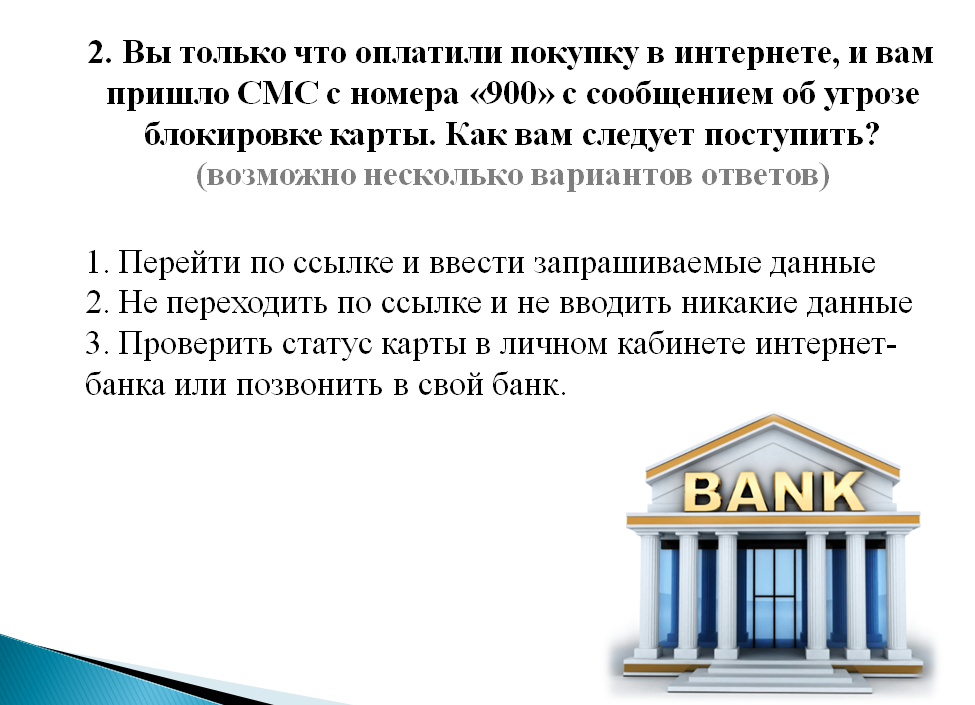 2. Вы только что оплатили покупку в интернете, и вам
пришло СМС с номера «900» с сообщением об угрозе
блокировке карты. Как вам следует поступить?
(возможно несколько вариантов ответов)
1. Перейти по ссылке и ввести запрашиваемые данные
2. Не переходить по ссылке и не вводить никакие данные
3. Проверить статус карты в личном кабинете интернет-
банка или позвонить в свой банк.
BANK